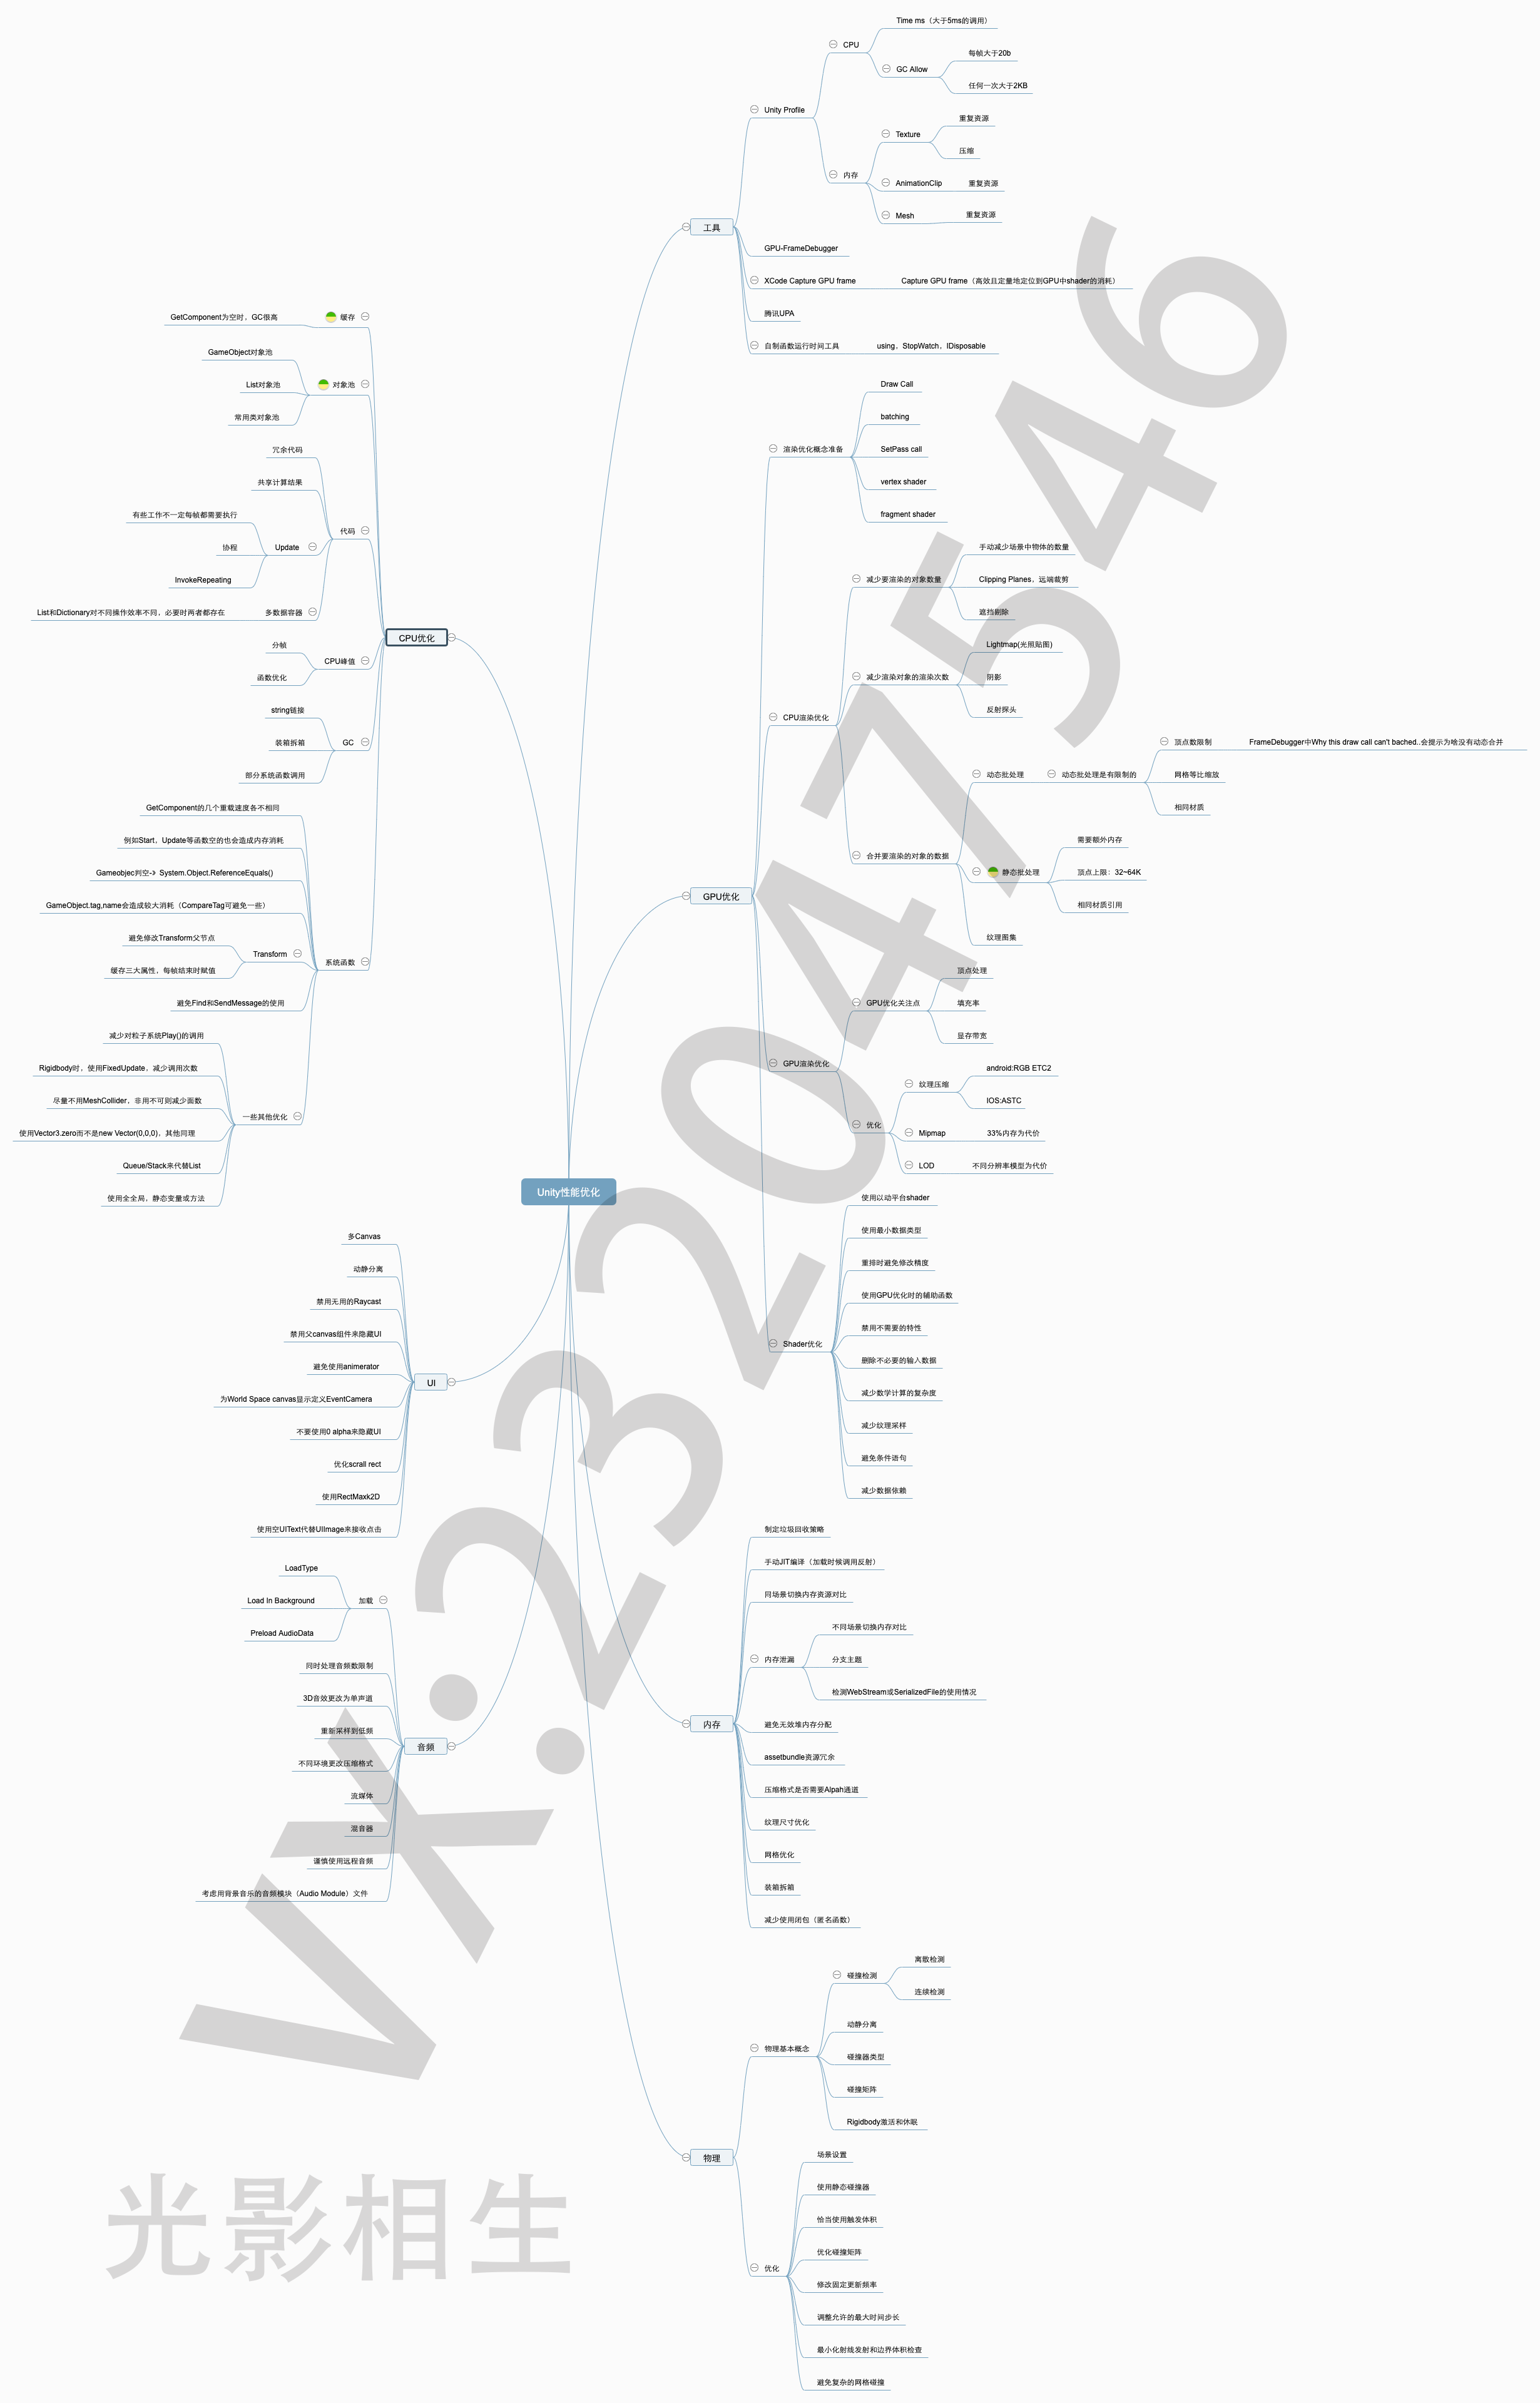 Unity性能优化
工具
Unity Profile
CPU
Time ms（大于5ms的调用）
GC Allow
每帧大于20b
任何一次大于2KB
内存
Texture
重复资源
压缩
AnimationClip
重复资源
Mesh
重复资源
GPU-FrameDebugger
XCode Capture GPU frame
Capture GPU frame（高效且定量地定位到GPU中shader的消耗）
腾讯UPA
自制函数运行时间工具
using，StopWatch，IDisposable
GPU优化
渲染优化概念准备
Draw Call
batching
SetPass call
vertex shader
fragment shader
CPU渲染优化
减少要渲染的对象数量
手动减少场景中物体的数量
Clipping Planes，远端裁剪
遮挡剔除
减少渲染对象的渲染次数
Lightmap(光照贴图)
阴影
反射探头
合并要渲染的对象的数据
动态批处理
动态批处理是有限制的
顶点数限制
FrameDebugger中Why this draw call can't bached..会提示为啥没有动态合并
网格等比缩放
相同材质
静态批处理
需要额外内存
顶点上限：32~64K
相同材质引用
纹理图集
GPU渲染优化
GPU优化关注点
顶点处理
填充率
显存带宽
优化
纹理压缩
android:RGB ETC2
IOS:ASTC
Mipmap
33%内存为代价
LOD
不同分辨率模型为代价
Shader优化
使用以动平台shader
使用最小数据类型
重排时避免修改精度
使用GPU优化时的辅助函数
禁用不需要的特性
删除不必要的输入数据
减少数学计算的复杂度
减少纹理采样
避免条件语句
减少数据依赖
内存
制定垃圾回收策略
手动JIT编译（加载时候调用反射）
同场景切换内存资源对比
内存泄漏
不同场景切换内存对比
分支主题
检测WebStream或SerializedFile的使用情况
避免无效堆内存分配
assetbundle资源冗余
压缩格式是否需要Alpah通道
纹理尺寸优化
网格优化
装箱拆箱
减少使用闭包（匿名函数）
物理
物理基本概念
碰撞检测
离散检测
连续检测
动静分离
碰撞器类型
碰撞矩阵
Rigidbody激活和休眠
优化
场景设置
使用静态碰撞器
恰当使用触发体积
优化碰撞矩阵
修改固定更新频率
调整允许的最大时间步长
最小化射线发射和边界体积检查
避免复杂的网格碰撞
CPU优化
缓存
GetComponent为空时，GC很高
对象池
GameObject对象池
List对象池
常用类对象池
代码
冗余代码
共享计算结果
Update
有些工作不一定每帧都需要执行
协程
InvokeRepeating
多数据容器
List和Dictionary对不同操作效率不同，必要时两者都存在
CPU峰值
分帧
函数优化
GC
string链接
装箱拆箱
部分系统函数调用
系统函数
GetComponent的几个重载速度各不相同
例如Start，Update等函数空的也会造成内存消耗
Gameobjec判空-》System.Object.ReferenceEquals()
GameObject.tag,name会造成较大消耗（CompareTag可避免一些）
Transform
避免修改Transform父节点
缓存三大属性，每帧结束时赋值
避免Find和SendMessage的使用
一些其他优化
减少对粒子系统Play()的调用
Rigidbody时，使用FixedUpdate，减少调用次数
尽量不用MeshCollider，非用不可则减少面数
使用Vector3.zero而不是new Vector(0,0,0)，其他同理
Queue/Stack来代替List
使用全全局，静态变量或方法
UI
多Canvas
动静分离
禁用无用的Raycast
禁用父canvas组件来隐藏UI
避免使用animerator
为World Space canvas显示定义EventCamera
不要使用0 alpha来隐藏UI
优化scrall rect
使用RectMaxk2D
使用空UIText代替UIImage来接收点击
音频
加载
LoadType
Load In Background
Preload AudioData
同时处理音频数限制
3D音效更改为单声道
重新采样到低频
不同环境更改压缩格式
流媒体
混音器
谨慎使用远程音频
考虑用背景音乐的音频模块（Audio Module）文件
VX:2320475546
光影相生